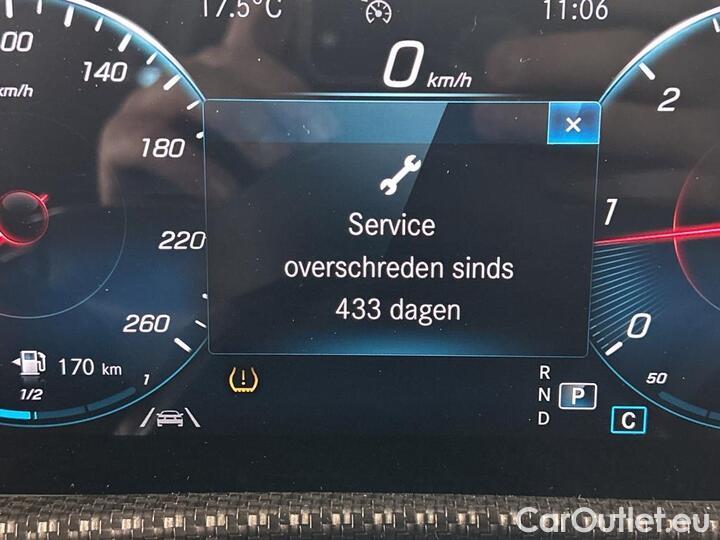 17.5°C
11:06
0 km/h
00
140
km/h
180
220
260
×
Service
overschreden sinds
433 dagen
2
1
0
170 km
1/2
1
R
N
D
P
C
50
CarOutlet.eu